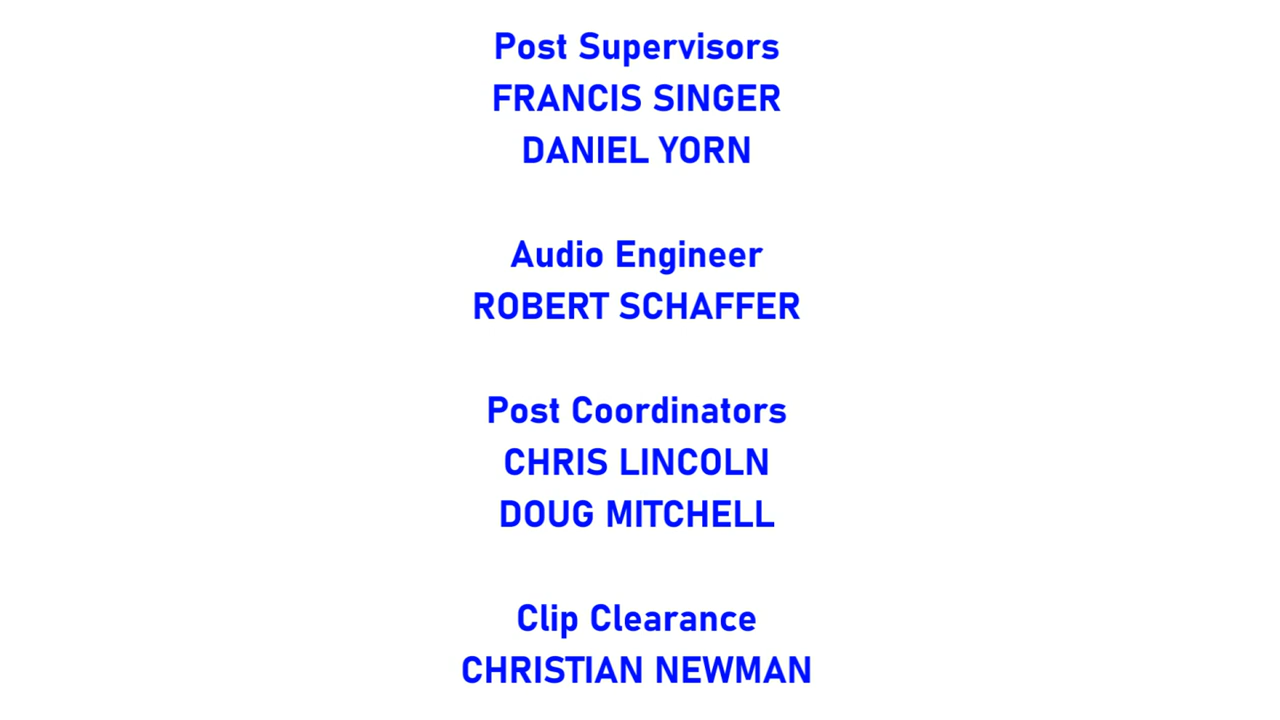 Post Supervisors
FRANCIS SINGER
DANIEL YORN
Audio Engineer
ROBERT SCHAFFER
Post Coordinators
CHRIS LINCOLN
DOUG MITCHELL
Clip Clearance
CHRISTIAN NEWMAN